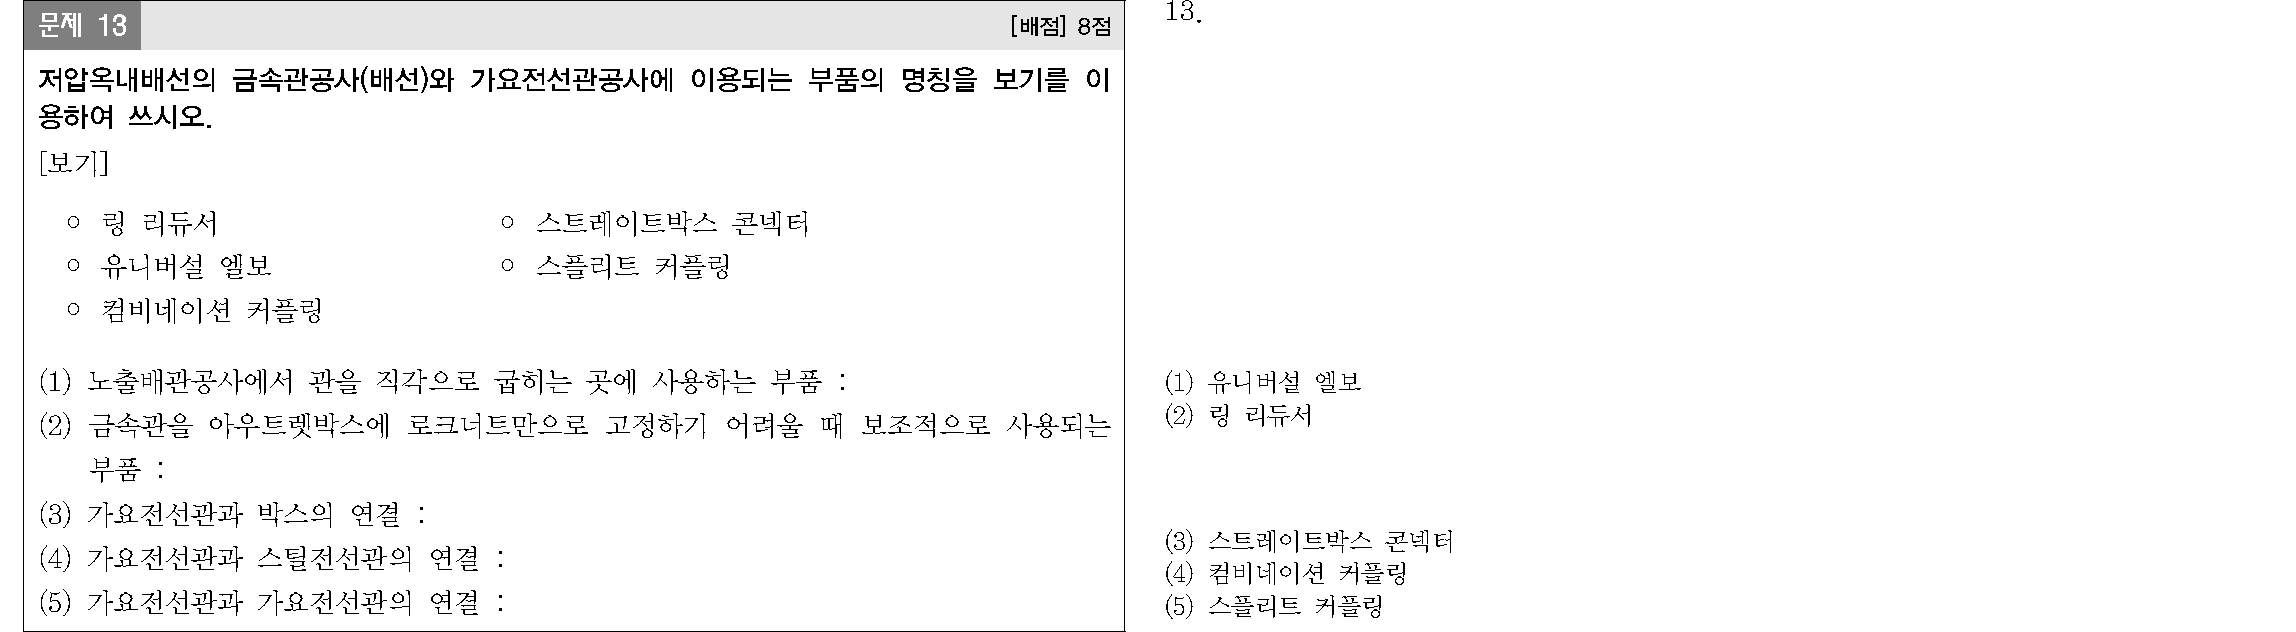 문제 13
[배점] 8점
저압옥내배선의 금속관공사(배선)와 가요전선관공사에 이용되는 부품의 명칭을 보기를 이
용하여 쓰시오.
[보기]
○ 링 리듀서
○ 스트레이트박스 콘넥터
○ 유니버설 엘보
○ 스플리트 커플링
○ 컴비네이션 커플링
(1) 노출배관공사에서 관을 직각으로 굽히는 곳에 사용하는 부품 :
(2) 금속관을 아우트렛박스에 로크너트만으로 고정하기 어려울 때 보조적으로 사용되는
부품 :
(3) 가요전선관과 박스의 연결 :
(4) 가요전선관과 스틸전선관의 연결 :
(5) 가요전선관과 가요전선관의 연결 :
13.
(1) 유니버설 엘보
(2) 링 리듀서
(3) 스트레이트박스 콘넥터
(4) 컴비네이션 커플링
(5) 스플리트 커플링